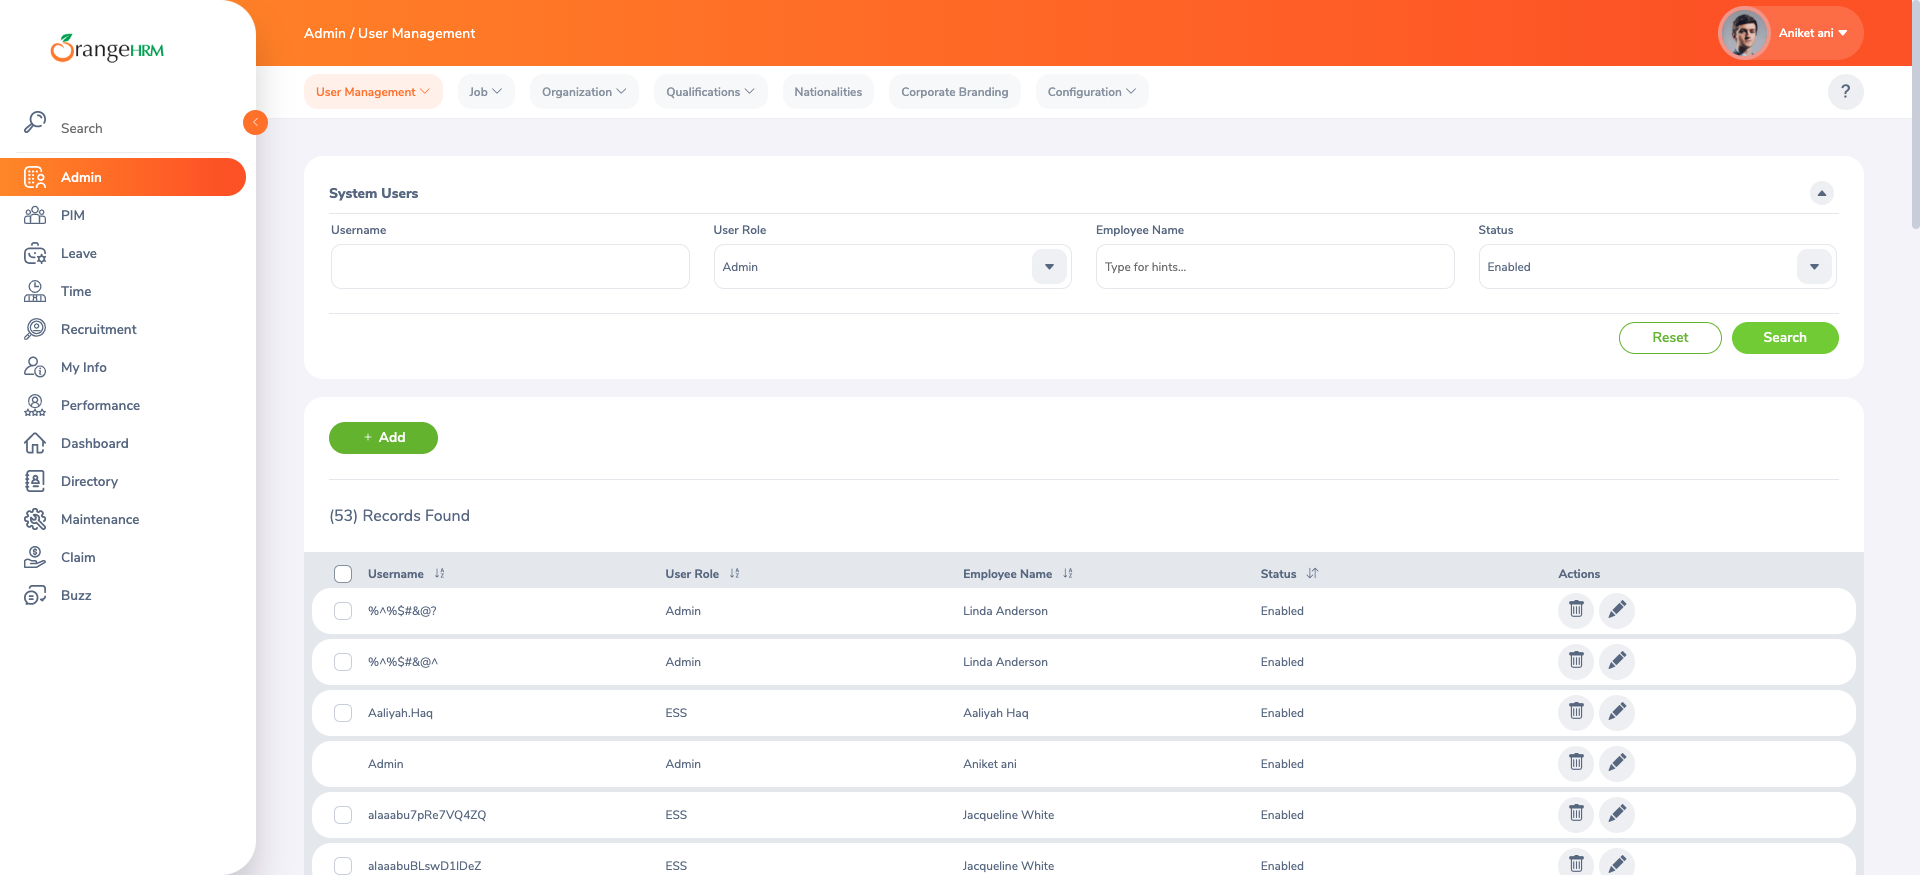 OrangeHRM
Admin / User Management
Aniket ani
User Management
Job
Organization
Qualifications
Nationalities
Corporate Branding
Configuration
?
Search
Admin
PIM
Leave
Time
Recruitment
My Info
Performance
Dashboard
Directory
Maintenance
Claim
Buzz
System Users
Username
User Role
Employee Name
Status
Admin
Type for hints...
Enabled
Reset
Search
+ Add
(53) Records Found
Username User Role Employee Name Status Actions
%^%$#&@? Admin Linda Anderson Enabled
%^%$#&@^ Admin Linda Anderson Enabled
Aaliyah.Haq ESS Aaliyah Haq Enabled
Admin Admin Aniket ani Enabled
alaaabu7pRe7VQ4ZQ ESS Jacqueline White Enabled
ESS Jacqueline White Enabled